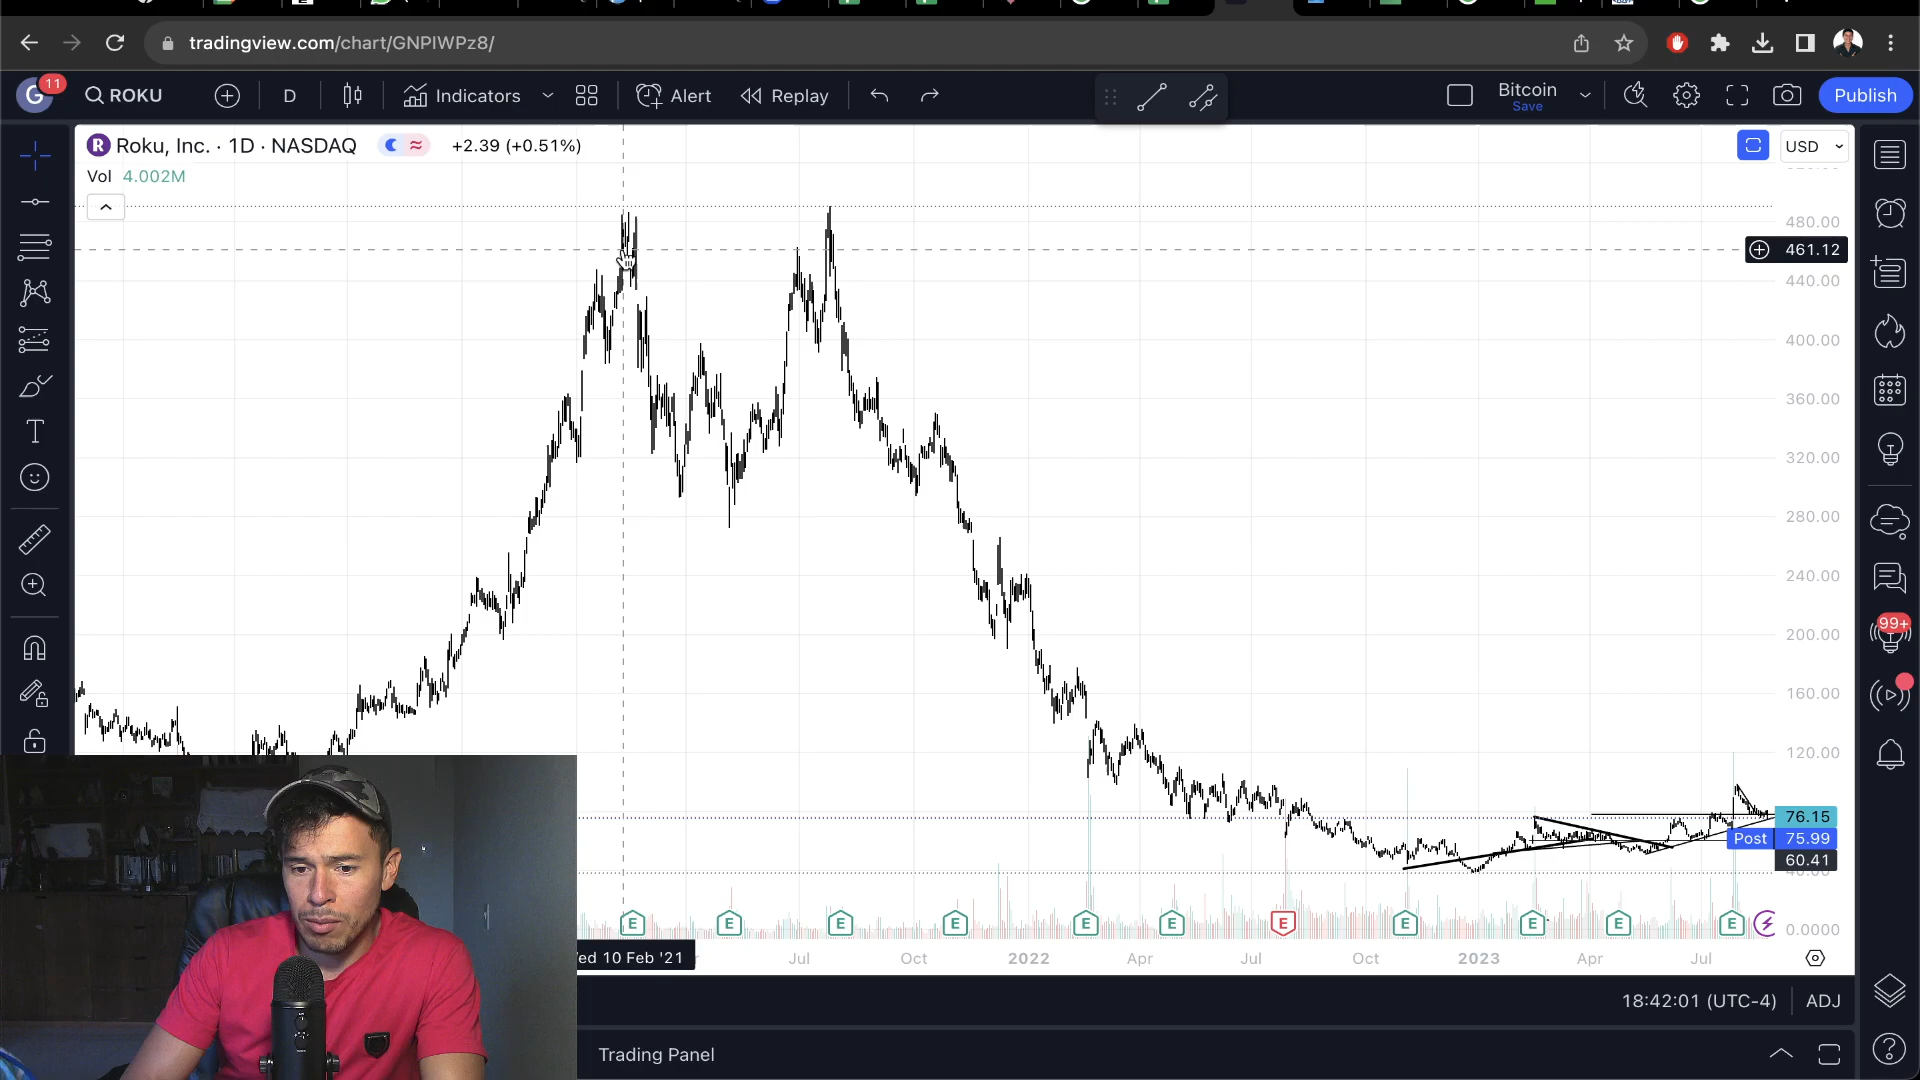 tradingview.com/chart/GNPIWPz8/
G 11 ROKU D Indicators Alert Replay Bitcoin Save Publish
R Roku, Inc. · 1D · NASDAQ +2.39 (+0.51%) USD
Vol 4.002M
480.00
461.12
440.00
400.00
360.00
320.00
280.00
240.00
200.00
99+
160.00
120.00
76.15
Post 75.99
60.41
E E E E E E E E E E E 0.0000
ed 10 Feb '21 Jul Oct 2022 Apr Jul Oct 2023 Apr Jul
18:42:01 (UTC-4) ADJ
Trading Panel